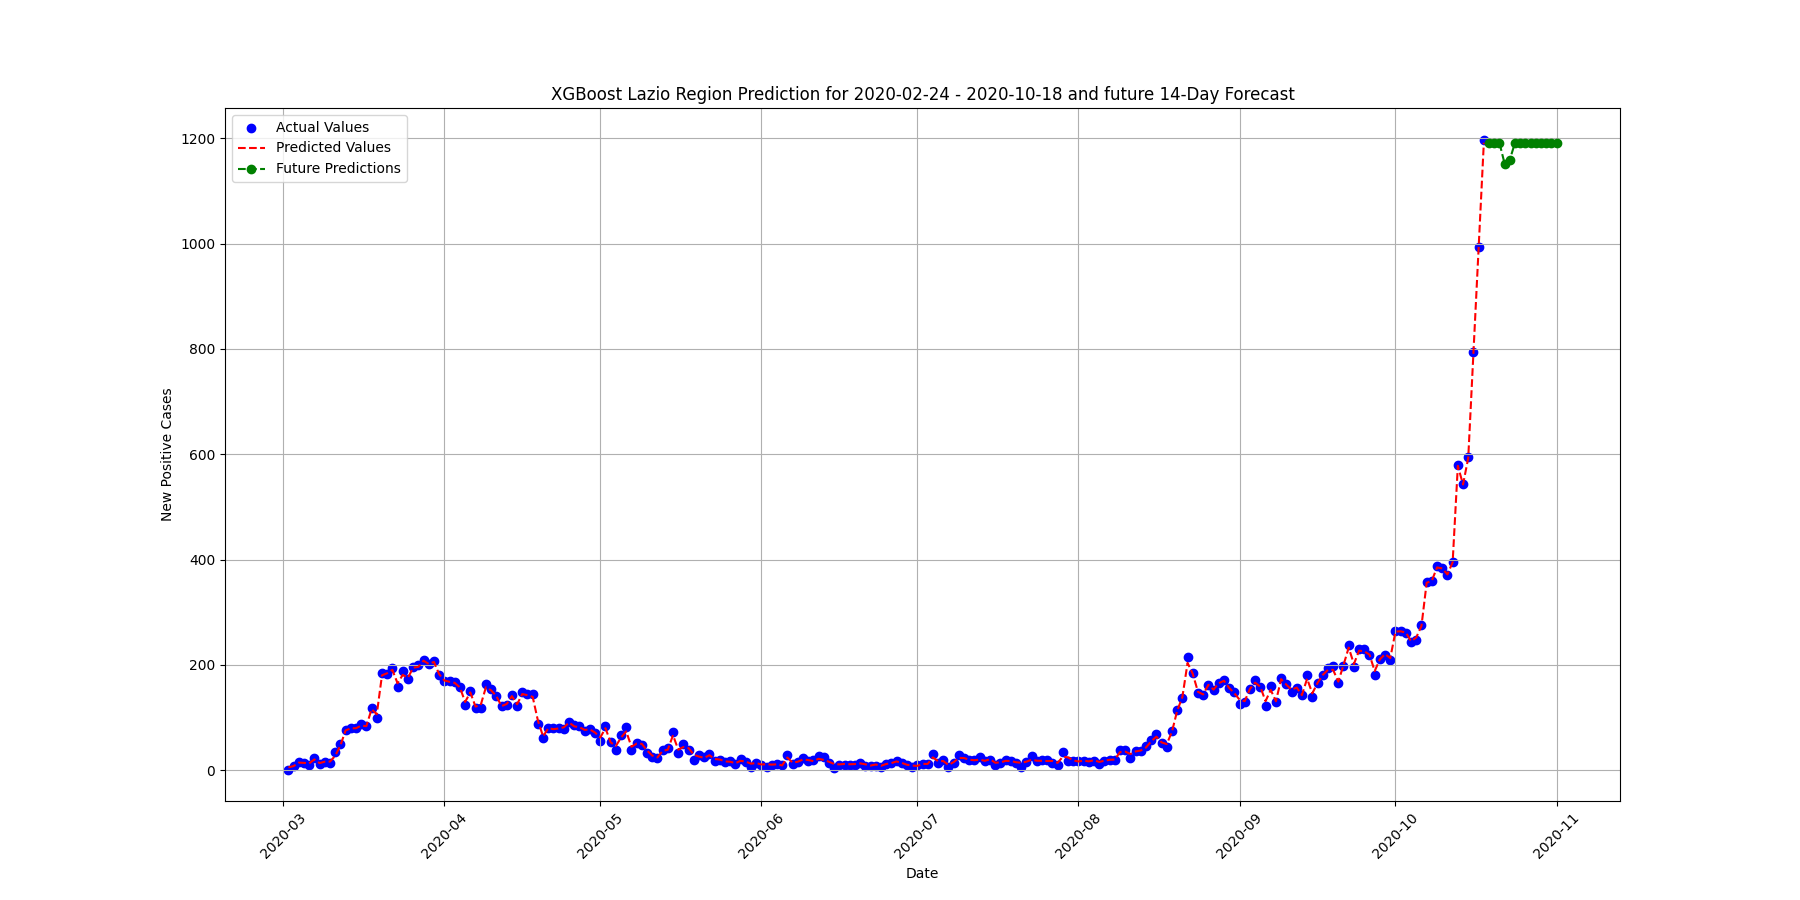 XGBoost Lazio Region Prediction for 2020-02-24 - 2020-10-18 and future 14-Day Forecast
Actual Values
Predicted Values
Future Predictions
1200
1000
800
600
400
200
0
New Positive Cases
2020-03
2020-04
2020-05
2020-06
2020-07
2020-08
2020-09
2020-10
2020-11
Date